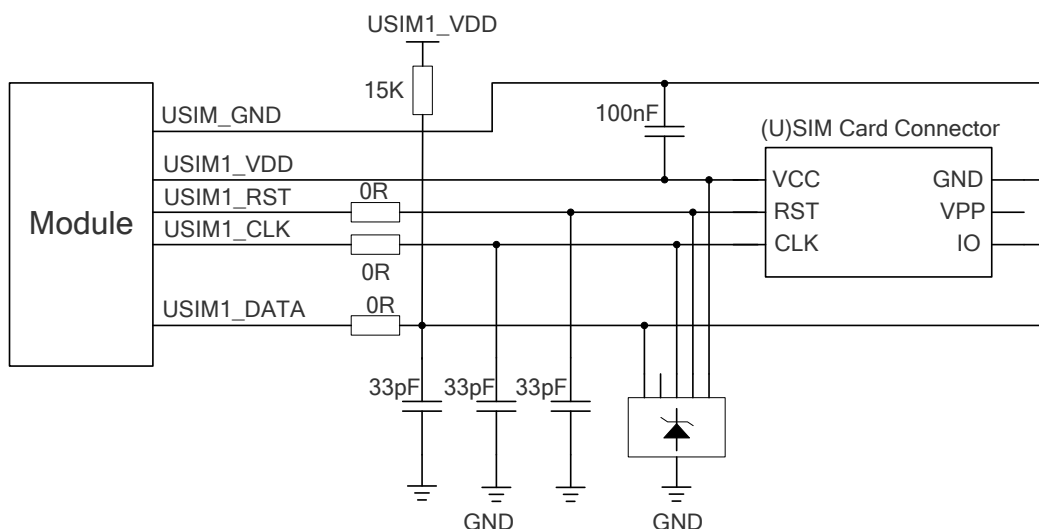 USIM1_VDD
15K
USIM_GND
100nF
(U)SIM Card Connector
USIM1_VDD
VCC
GND
USIM1_RST
0R
RST
VPP
Module
USIM1_CLK
CLK
IO
0R
USIM1_DATA
0R
33pF
33pF
33pF
GND
GND